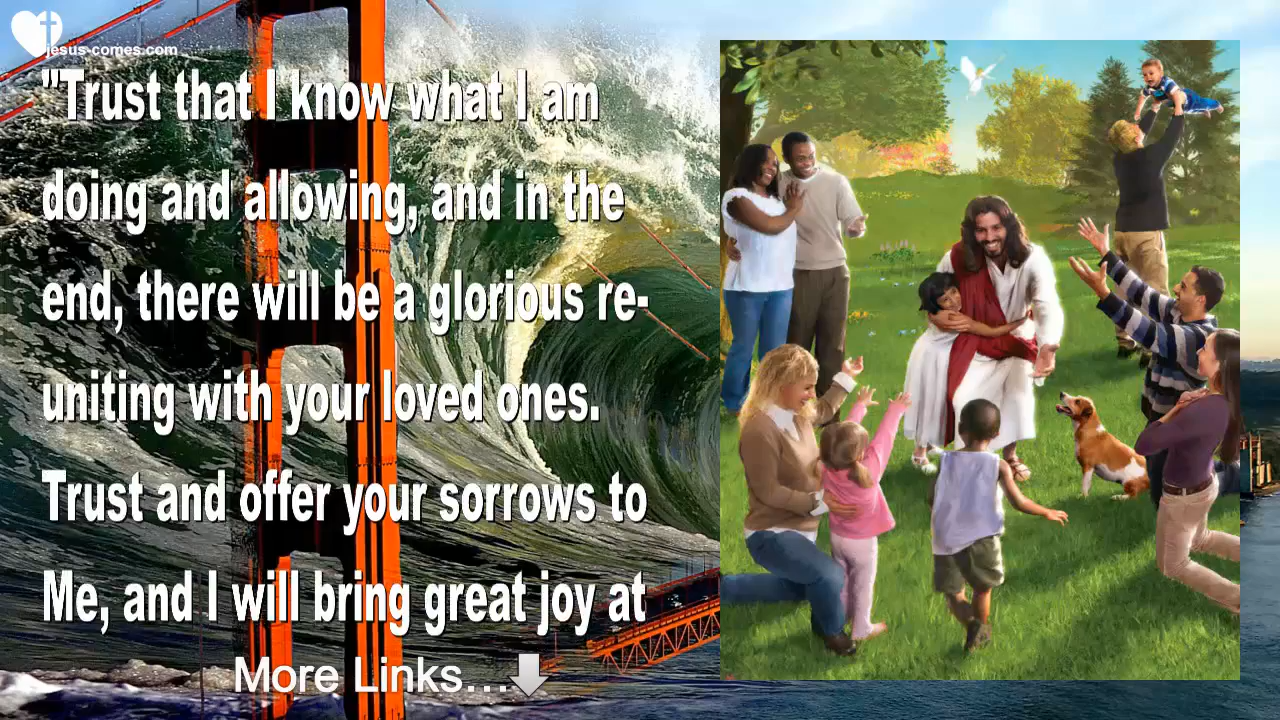 jesus-comes.com
"Trust that I know what I am
doing and allowing, and in the
end, there will be a glorious re-
uniting with your loved ones.
Trust and offer your sorrows to
Me, and I will bring great joy at
More Links...